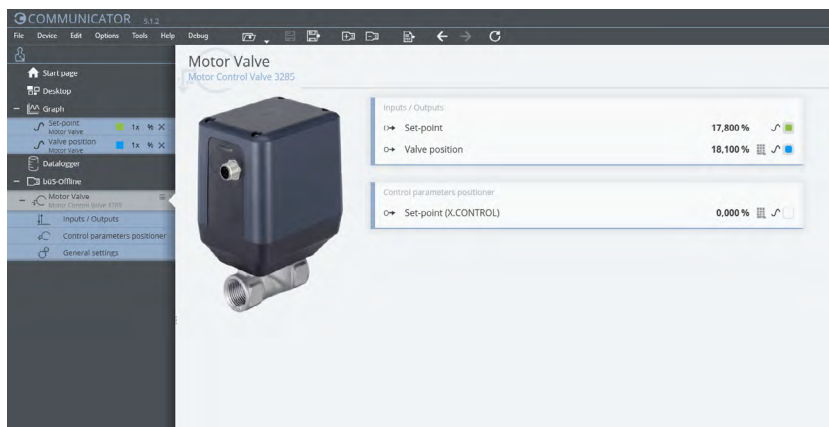 COMMUNICATOR 5.1.2
File Device Edit Options Tools Help Debug
Start page
Desktop
Graph
Set-point 1x %
Motor Valve
Valve position 1x %
Motor Valve
Datalogger
büS-Offline
Motor Valve
Motor Control Valve 3285
Inputs / Outputs
Control parameters positioner
General settings
Motor Valve
Motor Control Valve 3285
Inputs / Outputs
Set-point 17,800 %
Valve position 18,100 %
Control parameters positioner
Set-point (X.CONTROL) 0,000 %